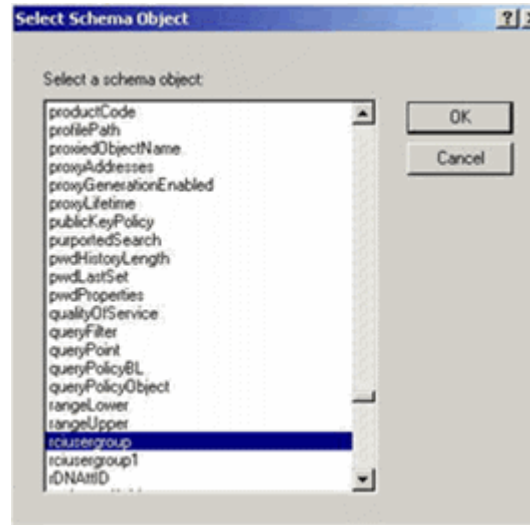 Select Schema Object
?
Select a schema object:
productCode
profilePath
proxiedObjectName
proxyAddresses
proxyGenerationEnabled
proxyLifetime
publicKeyPolicy
purportedSearch
pwdHistoryLength
pwdLastSet
pwdProperties
qualityOfService
queryFilter
queryPoint
queryPolicyBL
queryPolicyObject
rangeLower
rangeUpper
rciusergroup
rciusergroup1
rDNAttID
OK
Cancel